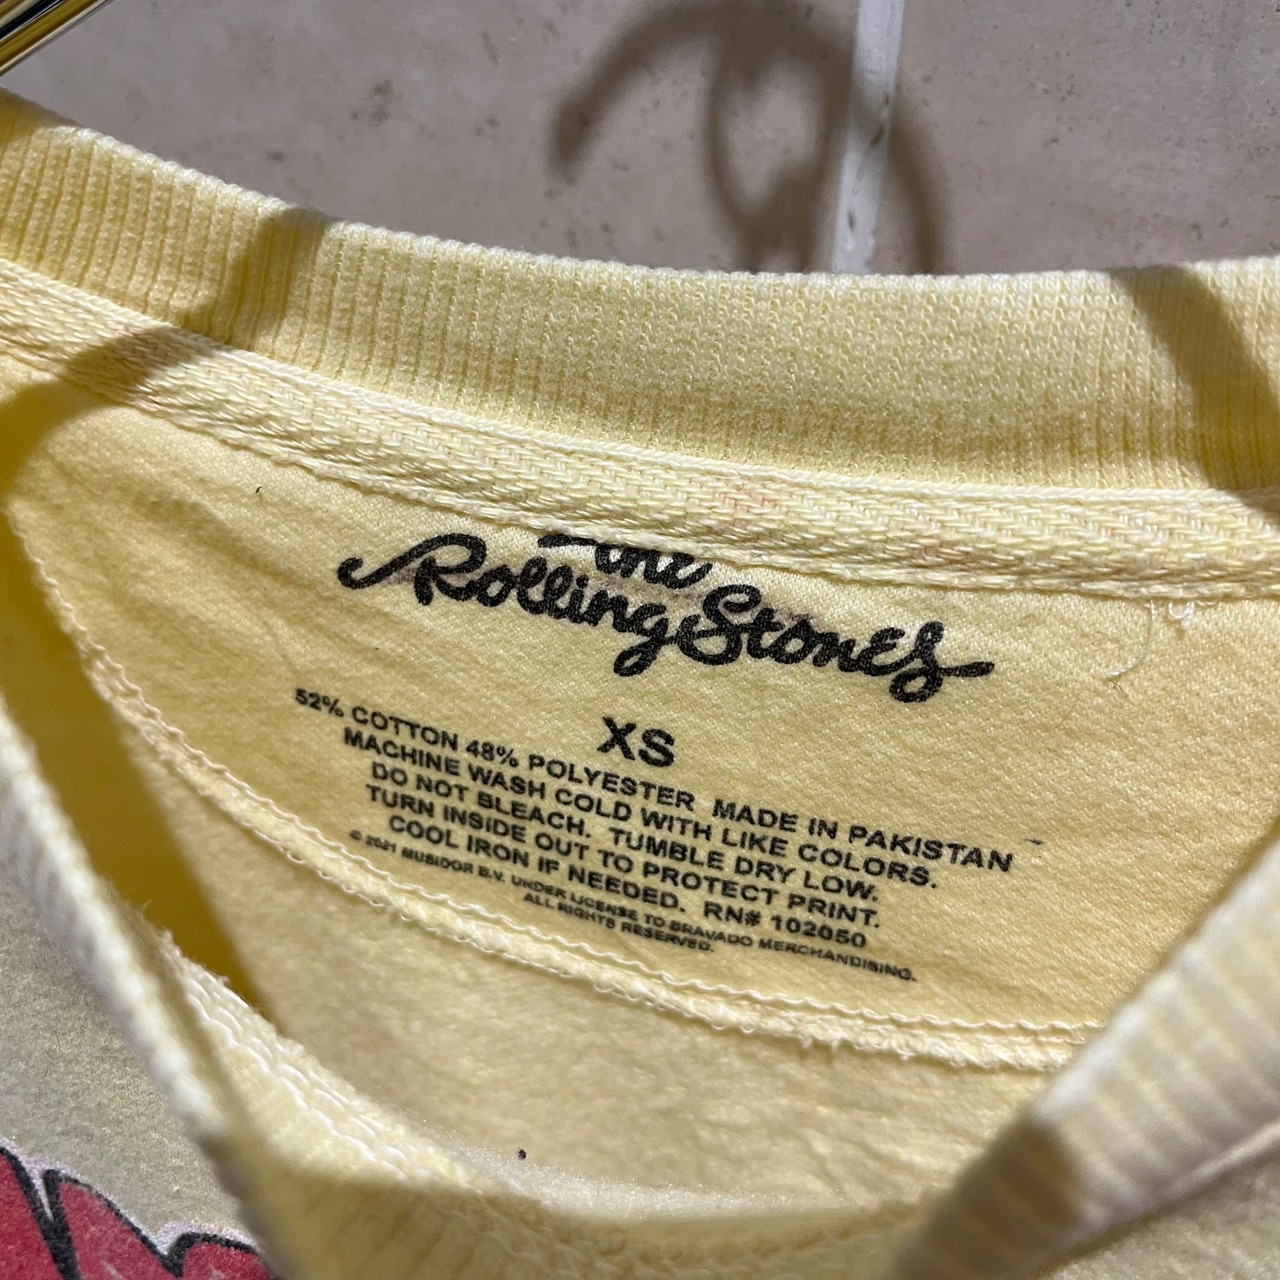 The
Rolling Stones
XS
52% COTTON 48% POLYESTER MADE IN PAKISTAN
MACHINE WASH COLD WITH LIKE COLORS.
DO NOT BLEACH. TUMBLE DRY LOW.
TURN INSIDE OUT TO PROTECT PRINT.
COOL IRON IF NEEDED. RN# 102050
© 2021 MUSIDOR B.V. UNDER LICENSE TO BRAVADO MERCHANDISING.
ALL RIGHTS RESERVED.